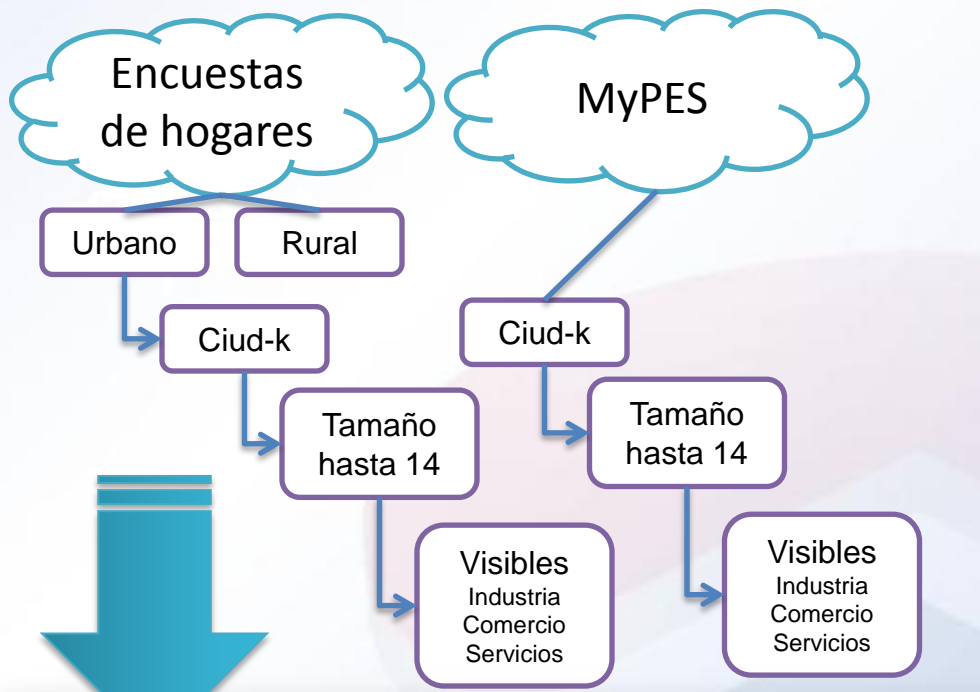 Encuestas
de hogares
MyPES
Urbano
Rural
Ciud-k
Ciud-k
Tamaño
hasta 14
Tamaño
hasta 14
Visibles
Industria
Comercio
Servicios
Visibles
Industria
Comercio
Servicios